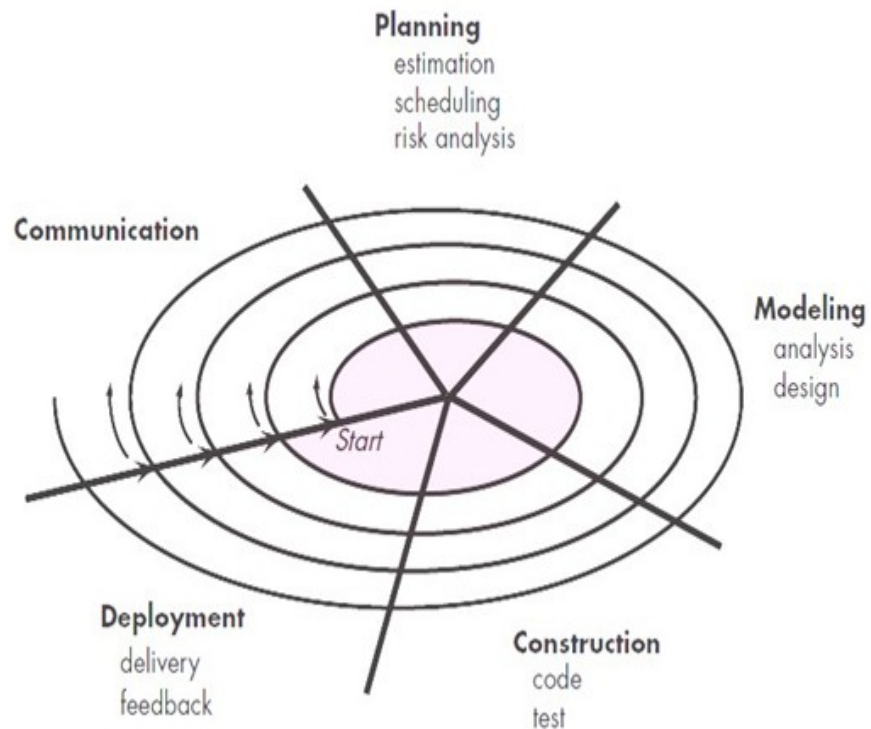 Planning
estimation
scheduling
risk analysis
Communication
Modeling
analysis
design
Start
Deployment
delivery
feedback
Construction
code
test